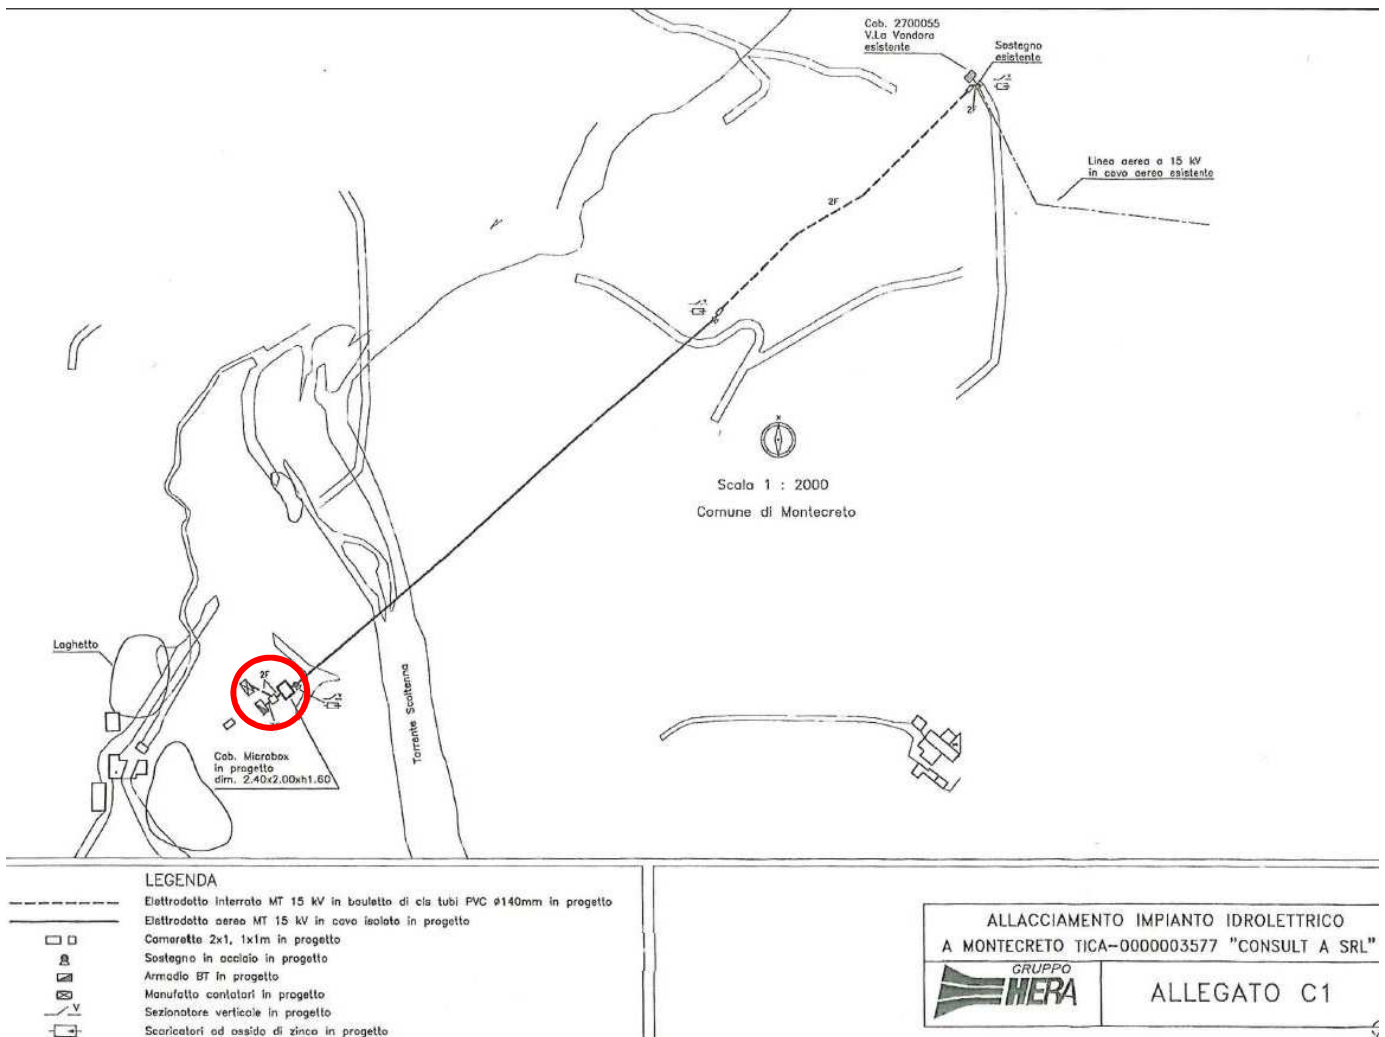 Cab. 2700055
V.La Vandara
esistente
Sostegno
esistente
2F
Linea aerea a 15 kV
in cavo aereo esistente
2F
Scala 1 : 2000
Comune di Montecreto
Laghetto
2F
Torrente Scoltenna
Cab. Microbox
in progetto
dim. 2.40x2.00xh1.60
LEGENDA
Elettrodotto interrato MT 15 kV in bauletto di cls tubi PVC ø140mm in progetto
Elettrodotto aereo MT 15 kV in cavo isolato in progetto
Camerette 2x1, 1x1m in progetto
Sostegno in acciaio in progetto
Armadio BT in progetto
Manufatto contatori in progetto
V
Sezionatore verticale in progetto
Scaricatori ad ossido di zinco in progetto
ALLACCIAMENTO IMPIANTO IDROLETTRICO
A MONTECRETO TICA-0000003577 "CONSULT A SRL"
GRUPPO
HERA
ALLEGATO C1